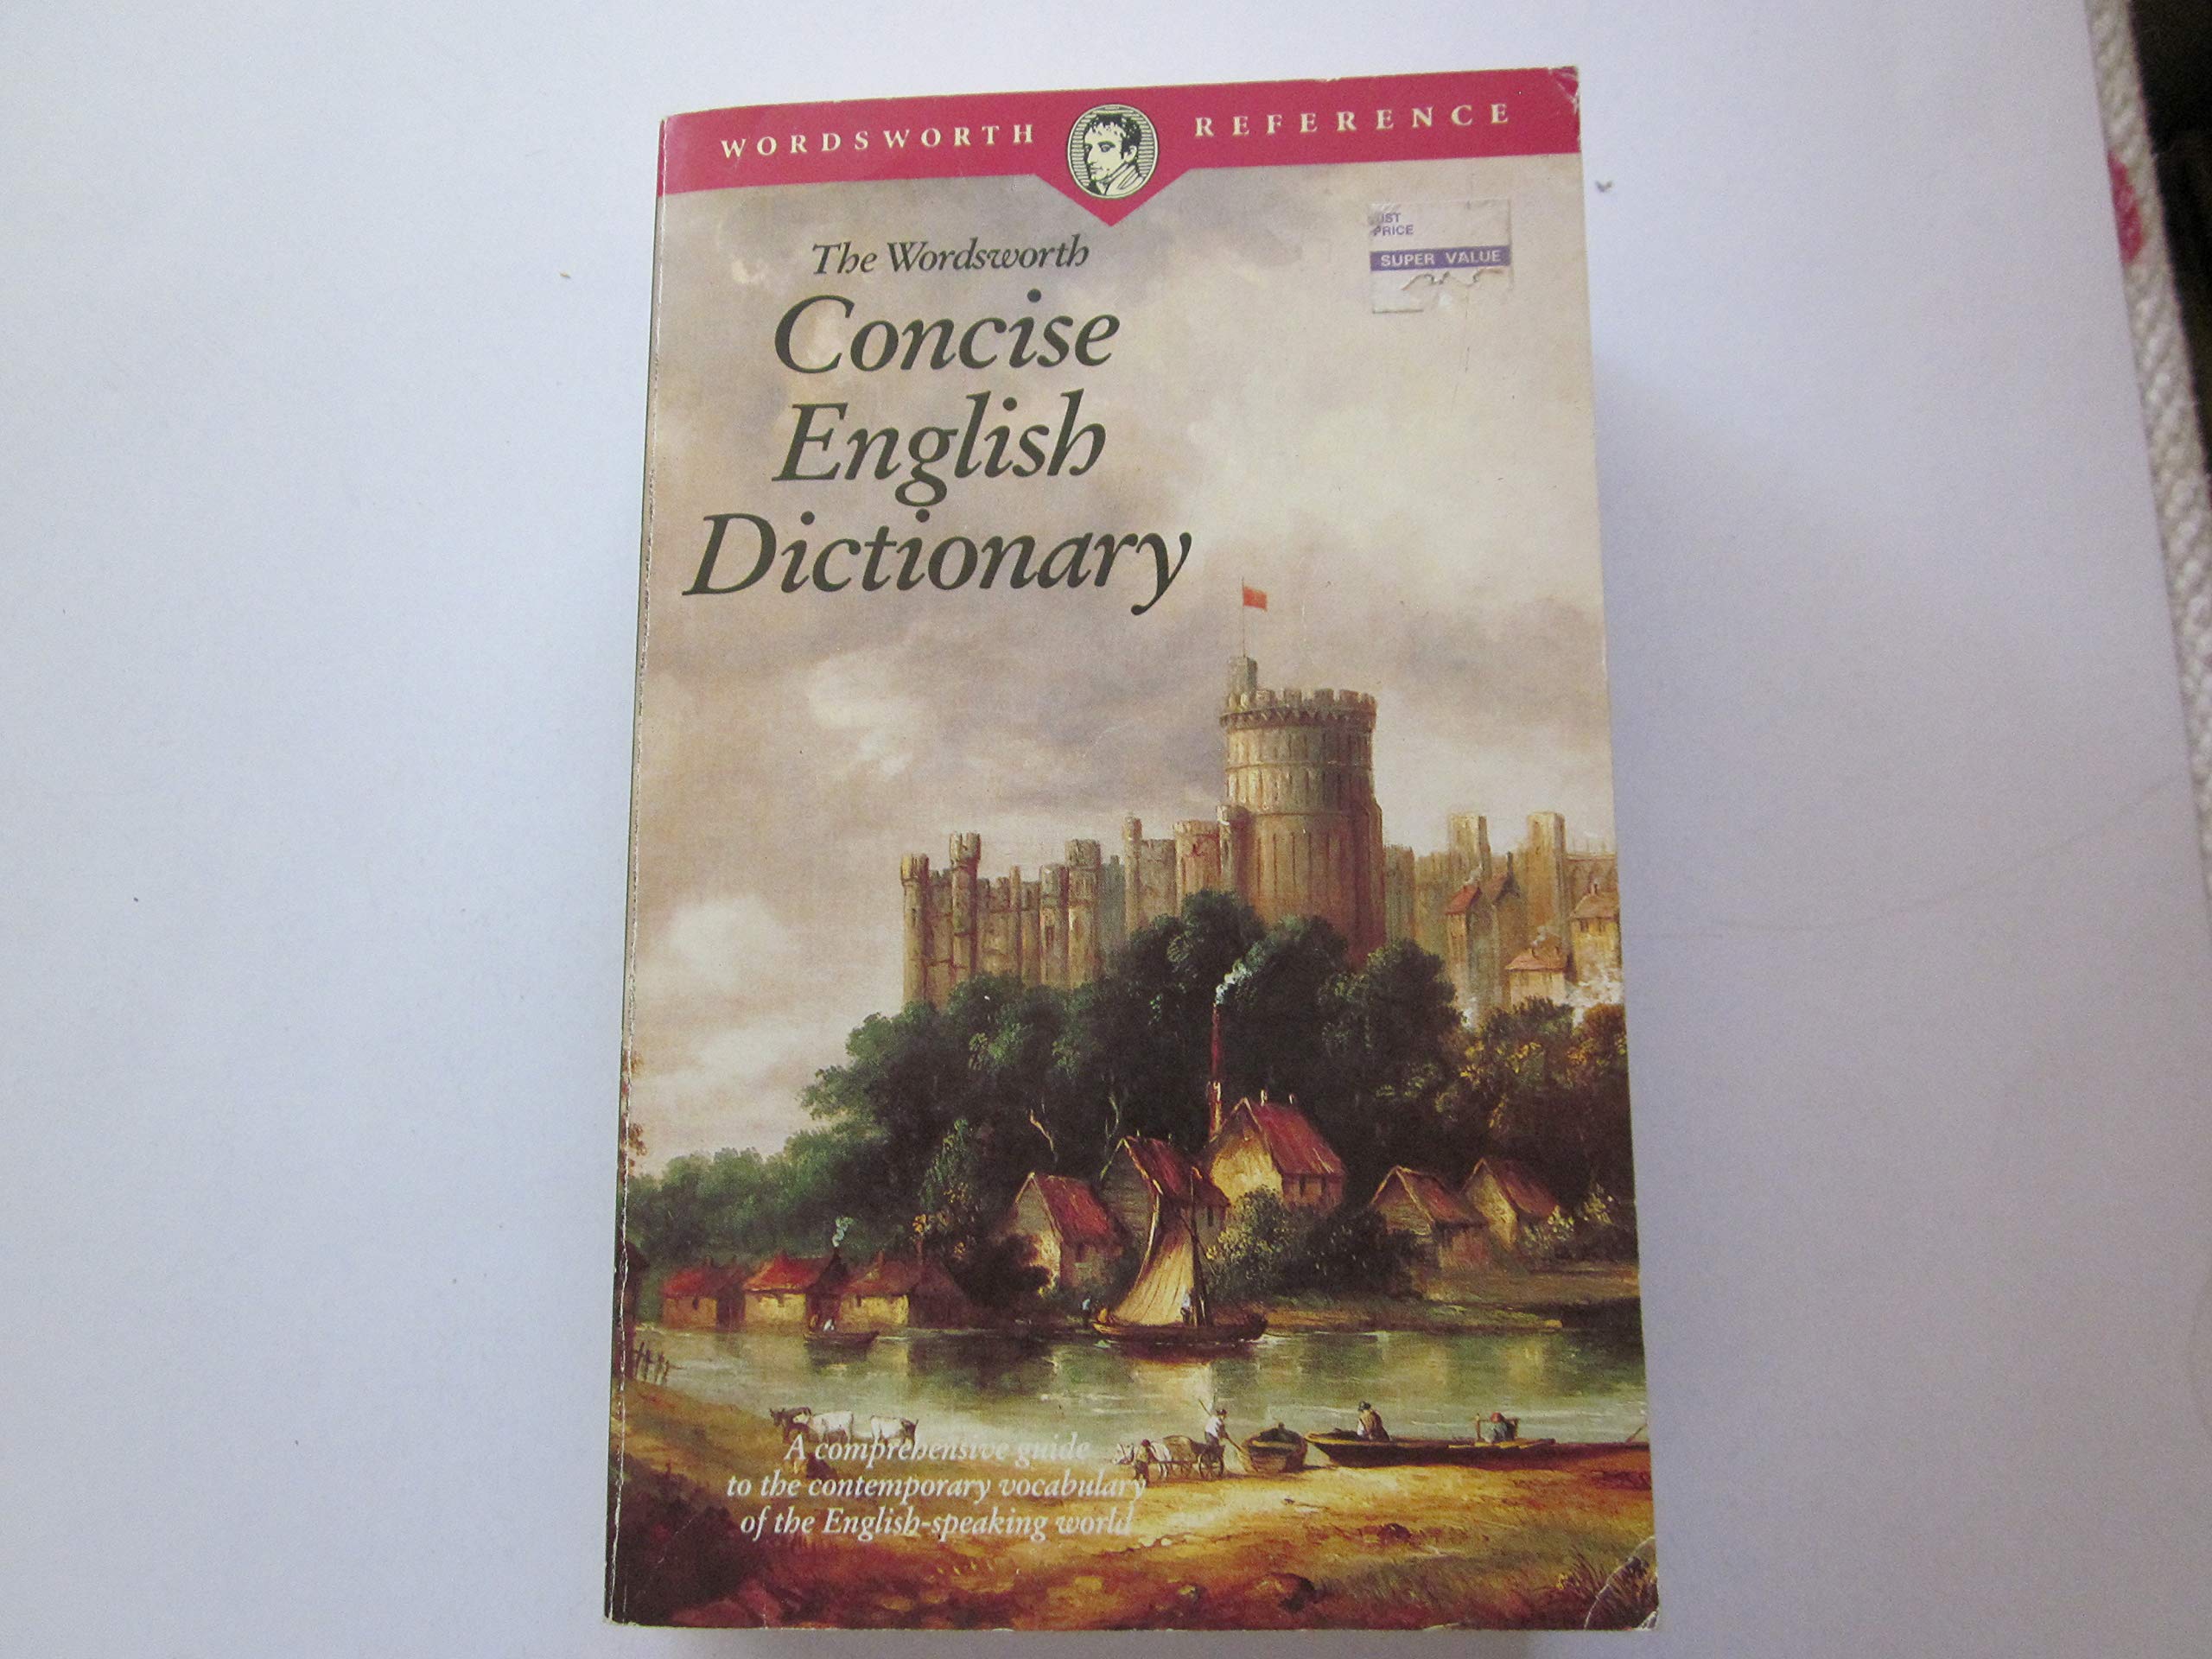 WORDSWORTH REFERENCE
The Wordsworth
Concise
English
Dictionary
PRICE
SUPER VALUE
A comprehensive guide
to the contemporary vocabulary
of the English-speaking world